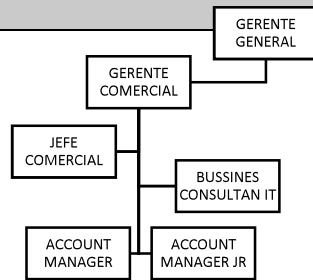 GERENTE
GENERAL
GERENTE
COMERCIAL
JEFE
COMERCIAL
BUSSINES
CONSULTAN IT
ACCOUNT
MANAGER
ACCOUNT
MANAGER JR